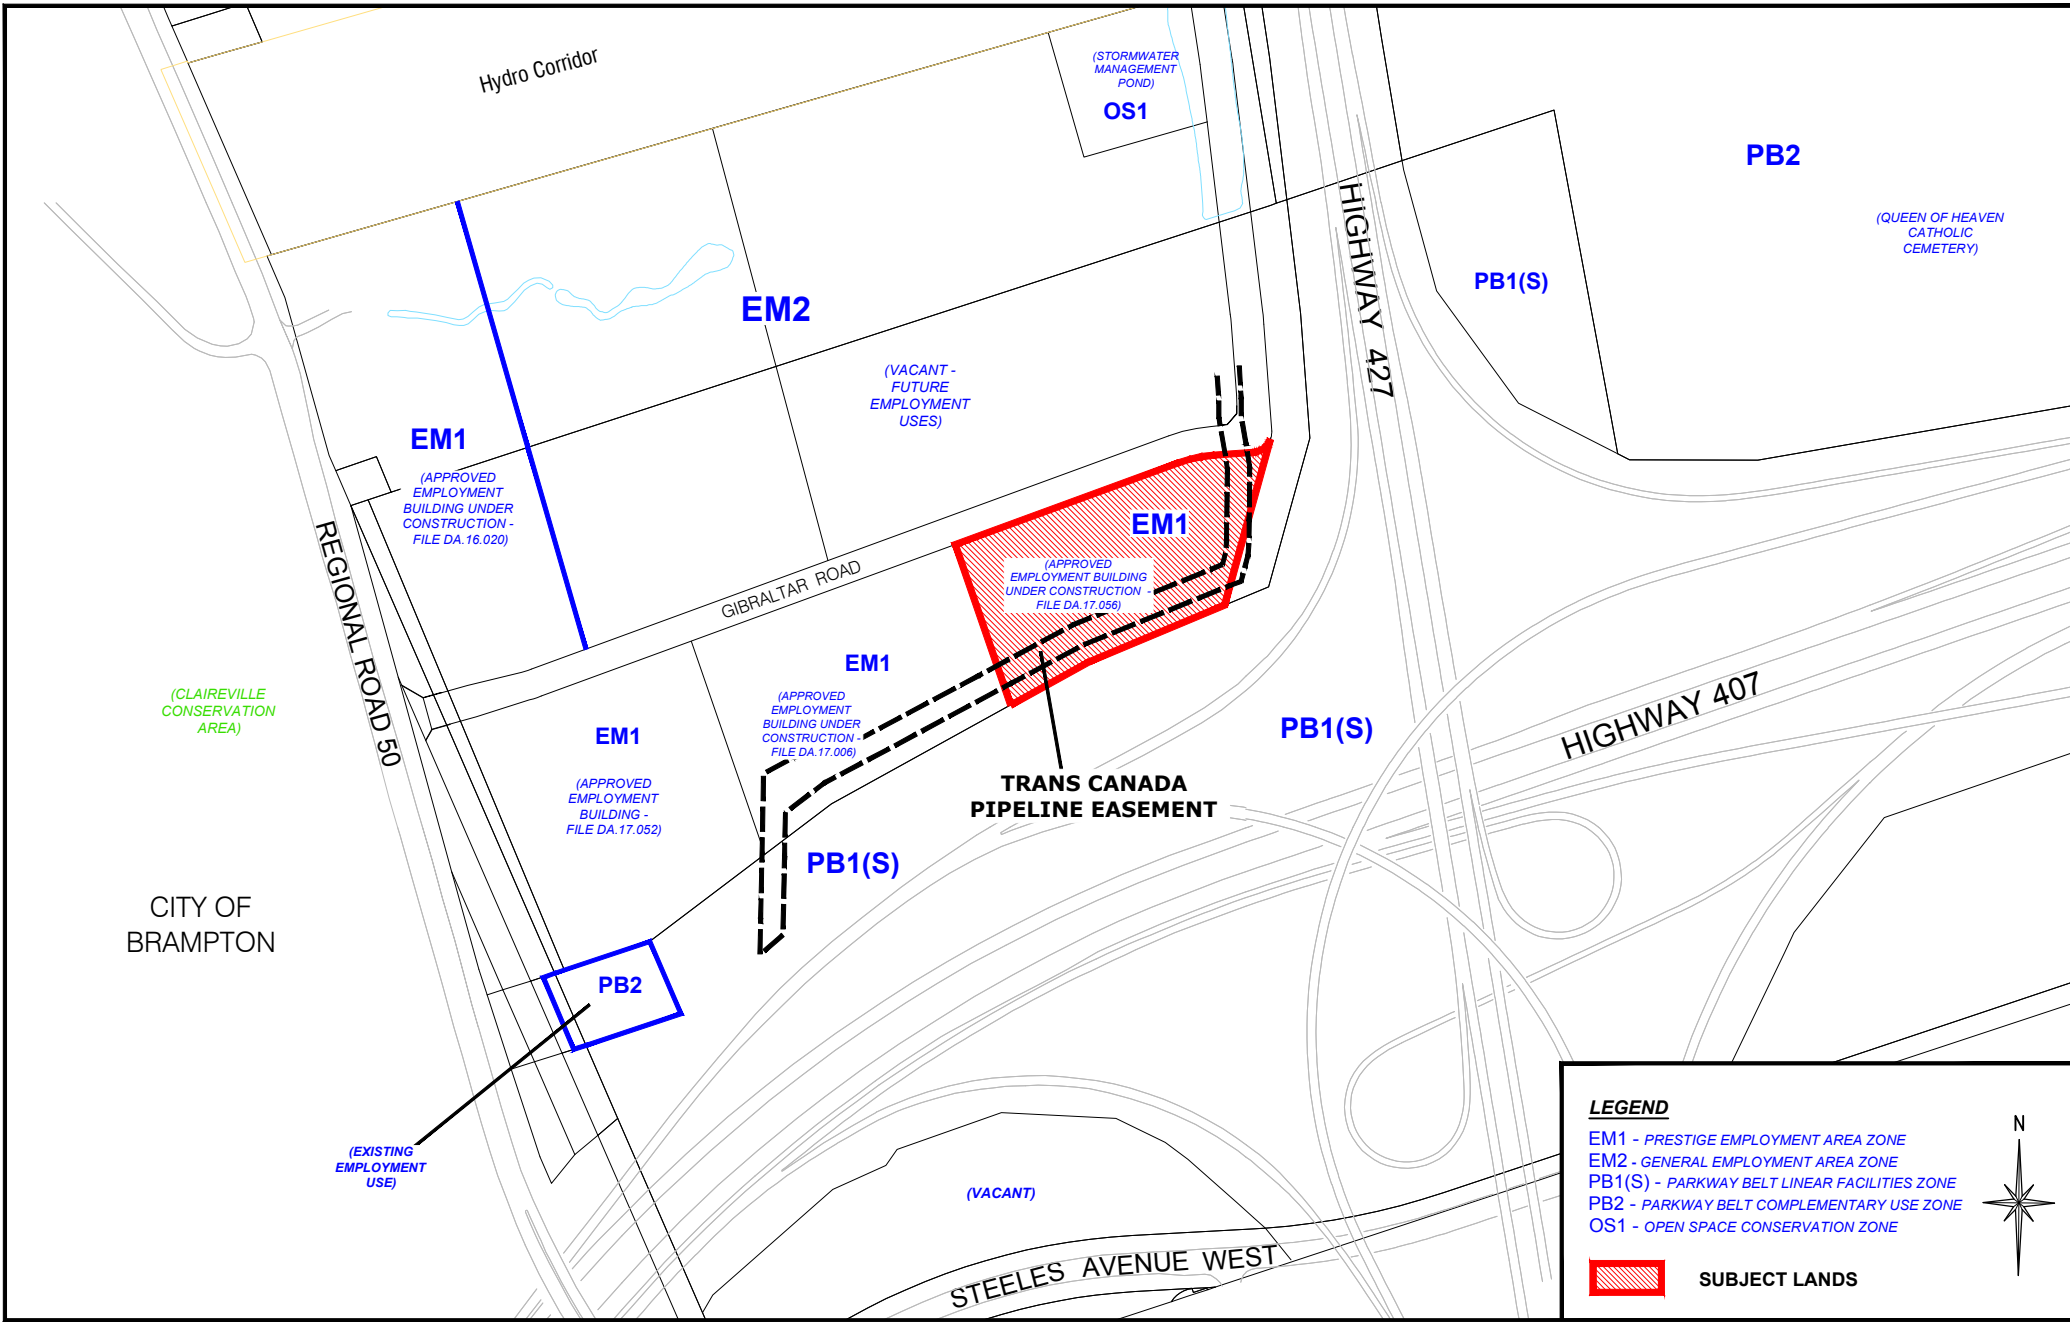 Hydro Corridor
(STORMWATER
MANAGEMENT
POND)
OS1
PB2
(QUEEN OF HEAVEN
CATHOLIC
CEMETERY)
PB1(S)
HIGHWAY 427
EM2
(VACANT -
FUTURE
EMPLOYMENT
USES)
EM1
(APPROVED
EMPLOYMENT
BUILDING UNDER
CONSTRUCTION -
FILE DA.16.020)
REGIONAL ROAD 50
GIBRALTAR ROAD
EM1
(APPROVED
EMPLOYMENT BUILDING
UNDER CONSTRUCTION -
FILE DA.17.056)
EM1
(APPROVED
EMPLOYMENT
BUILDING UNDER
CONSTRUCTION -
FILE DA.17.006)
EM1
(APPROVED
EMPLOYMENT
BUILDING -
FILE DA.17.052)
(CLAIREVILLE
CONSERVATION
AREA)
PB1(S)
HIGHWAY 407
TRANS CANADA
PIPELINE EASEMENT
PB1(S)
CITY OF
BRAMPTON
PB2
(EXISTING
EMPLOYMENT
USE)
(VACANT)
STEELES AVENUE WEST
LEGEND
EM1 - PRESTIGE EMPLOYMENT AREA ZONE
EM2 - GENERAL EMPLOYMENT AREA ZONE
PB1(S) - PARKWAY BELT LINEAR FACILITIES ZONE
PB2 - PARKWAY BELT COMPLEMENTARY USE ZONE
OS1 - OPEN SPACE CONSERVATION ZONE
SUBJECT LANDS
N